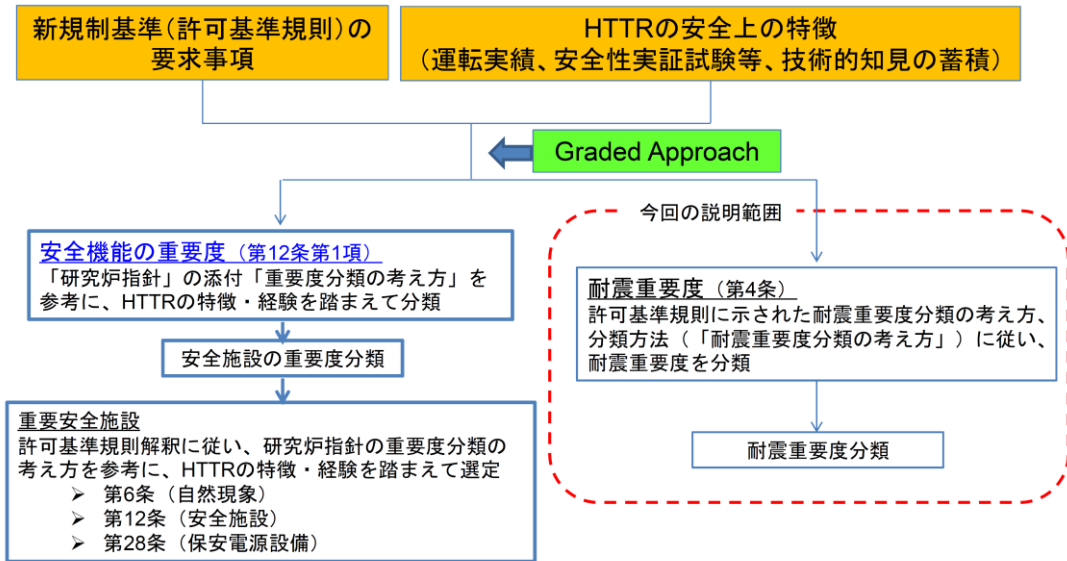 新規制基準（許可基準規則）の
要求事項
HTTRの安全上の特徴
（運転実績、安全性実証試験等、技術的知見の蓄積）
Graded Approach
安全機能の重要度（第12条第1項）
「研究炉指針」の添付「重要度分類の考え方」を
参考に、HTTRの特徴・経験を踏まえて分類
安全施設の重要度分類
重要安全施設
許可基準規則解釈に従い、研究炉指針の重要度分類の
考え方を参考に、HTTRの特徴・経験を踏まえて選定
➢ 第6条（自然現象）
➢ 第12条（安全施設）
➢ 第28条（保安電源設備）
今回の説明範囲
耐震重要度（第4条）
許可基準規則に示された耐震重要度分類の考え方、
分類方法（「耐震重要度分類の考え方」）に従い、
耐震重要度を分類
耐震重要度分類